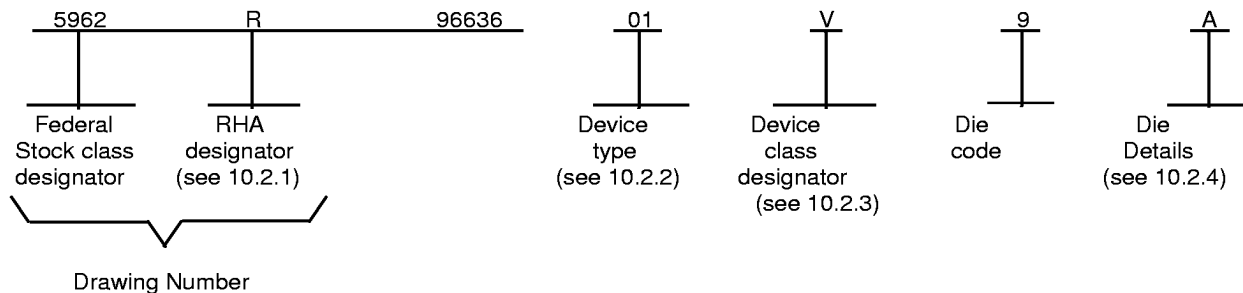 5962 R 96636 01 V 9 A
Federal Stock class designator
RHA designator (see 10.2.1)
Device type (see 10.2.2)
Device class designator (see 10.2.3)
Die code
Die Details (see 10.2.4)
Drawing Number